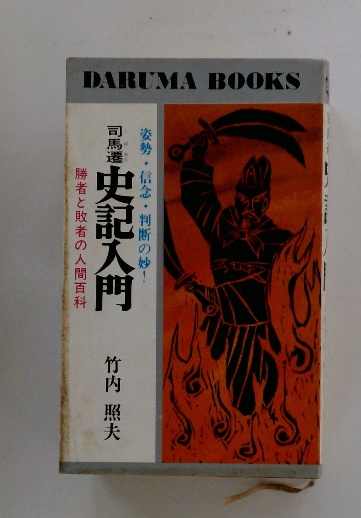 DARUMA BOOKS
姿勢・信念・判断の妙!
司馬遷
史記入門
勝者と敗者の人間百科
竹内 照夫